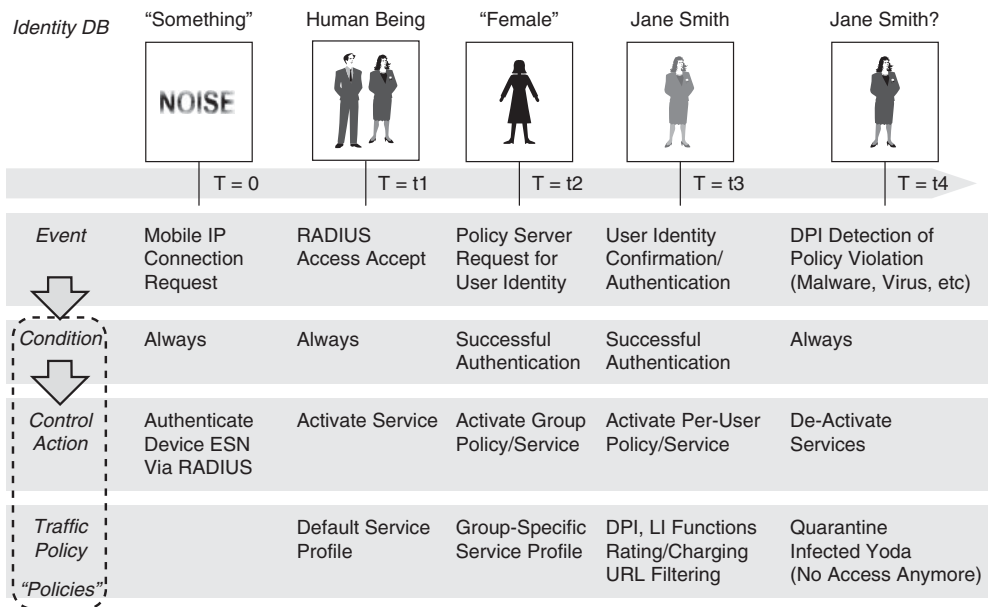 Identity DB
“Something”
Human Being
“Female”
Jane Smith
Jane Smith?
NOISE
T = 0
T = t1
T = t2
T = t3
T = t4
Event
Mobile IP
Connection
Request
RADIUS
Access Accept
Policy Server
Request for
User Identity
User Identity
Confirmation/
Authentication
DPI Detection of
Policy Violation
(Malware, Virus, etc)
Condition
Always
Always
Successful
Authentication
Successful
Authentication
Always
Control
Action
Authenticate
Device ESN
Via RADIUS
Activate Service
Activate Group
Policy/Service
Activate Per-User
Policy/Service
De-Activate
Services
Traffic
Policy
“Policies”
Default Service
Profile
Group-Specific
Service Profile
DPI, LI Functions
Rating/Charging
URL Filtering
Quarantine
Infected Yoda
(No Access Anymore)